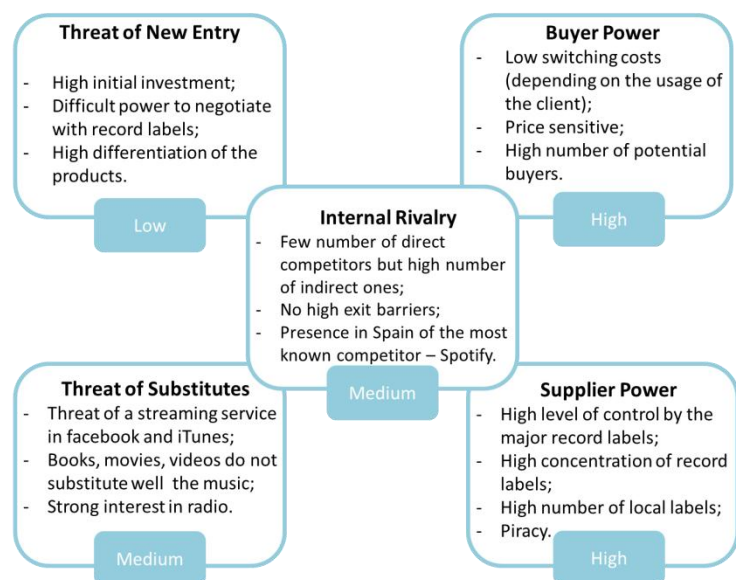 Threat of New Entry
- High initial investment;
- Difficult power to negotiate
with record labels;
- High differentiation of the
products.
Low
Buyer Power
- Low switching costs
(depending on the usage of
the client);
- Price sensitive;
- High number of potential
buyers.
High
Internal Rivalry
- Few number of direct
competitors but high number
of indirect ones;
- No high exit barriers;
- Presence in Spain of the most
known competitor – Spotify.
Medium
Threat of Substitutes
- Threat of a streaming service
in facebook and iTunes;
- Books, movies, videos do not
substitute well the music;
- Strong interest in radio.
Medium
Supplier Power
- High level of control by the
major record labels;
- High concentration of record
labels;
- High number of local labels;
- Piracy.
High